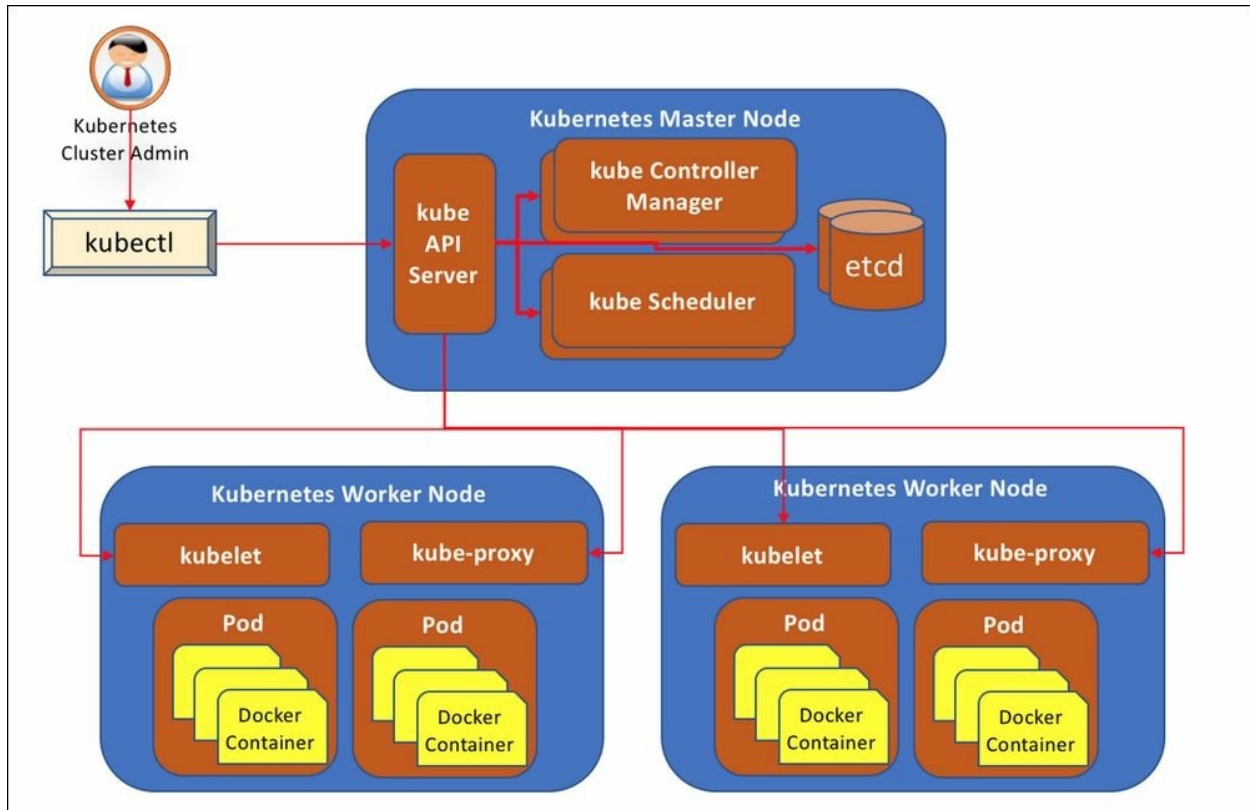 Kubernetes
Cluster Admin
kubectl
Kubernetes Master Node
kube
API
Server
kube Controller
Manager
kube Scheduler
etcd
Kubernetes Worker Node
kubelet
kube-proxy
Pod
Docker
Container
Pod
Docker
Container
Kubernetes Worker Node
kubelet
kube-proxy
Pod
Docker
Container
Pod
Docker
Container